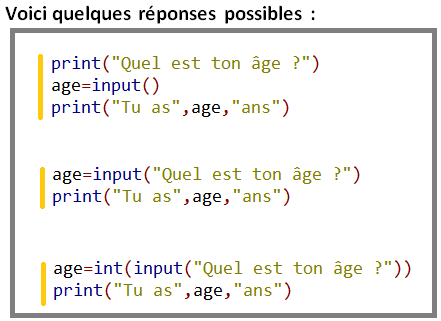 Voici quelques réponses possibles :
print("Quel est ton âge ?")
age=input()
print("Tu as",age,"ans")
age=input("Quel est ton âge ?")
print("Tu as",age,"ans")
age=int(input("Quel est ton âge ?"))
print("Tu as",age,"ans")